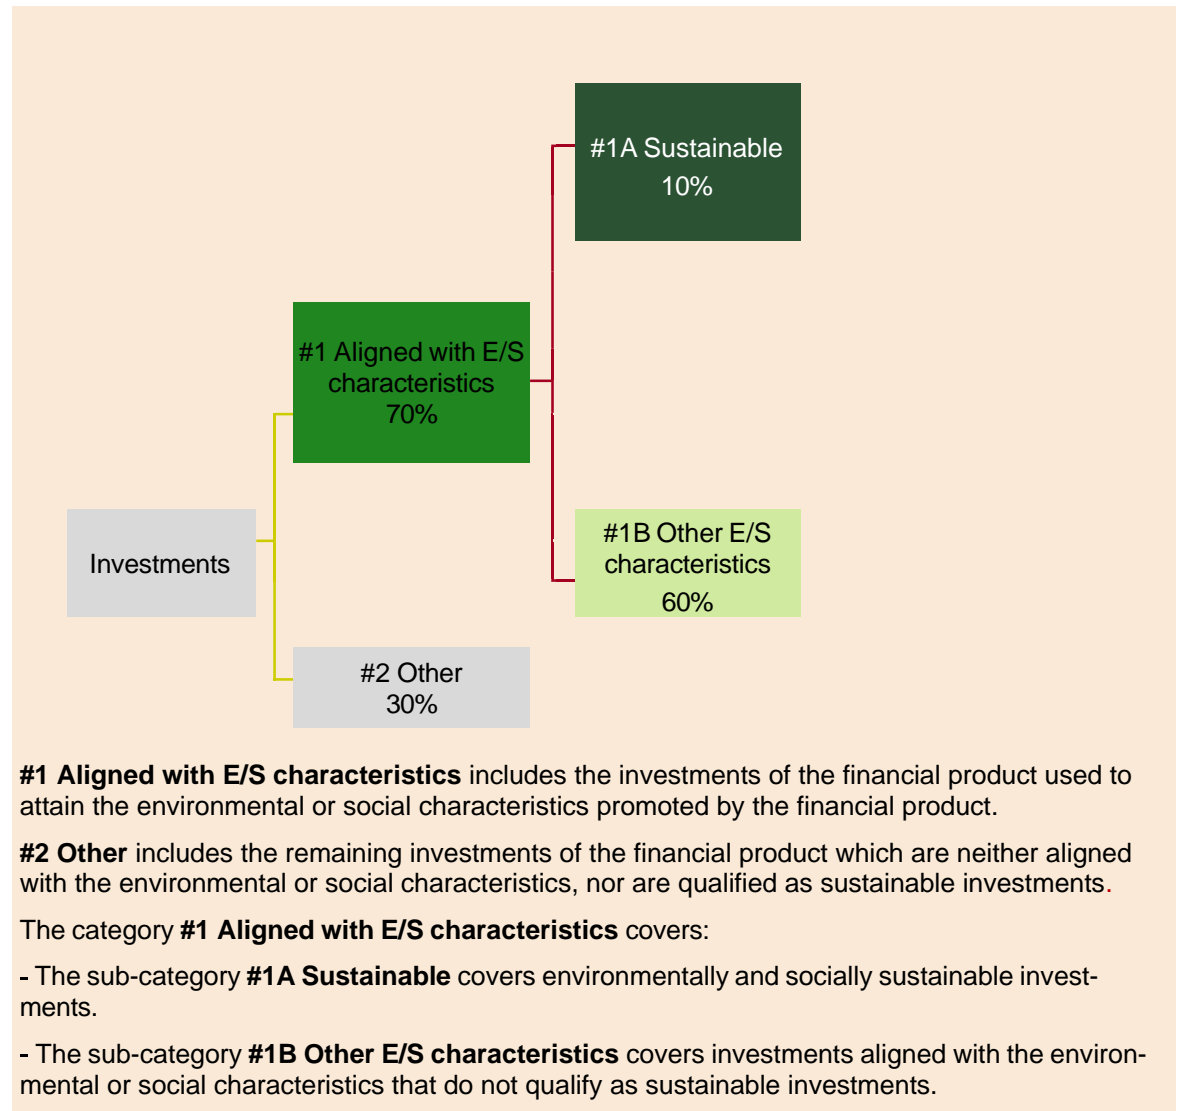 #1A Sustainable
10%
#1 Aligned with E/S
characteristics
70%
Investments
#1B Other E/S
characteristics
60%
#2 Other
30%
#1 Aligned with E/S characteristics includes the investments of the financial product used to
attain the environmental or social characteristics promoted by the financial product.
#2 Other includes the remaining investments of the financial product which are neither aligned
with the environmental or social characteristics, nor are qualified as sustainable investments.
The category #1 Aligned with E/S characteristics covers:
- The sub-category #1A Sustainable covers environmentally and socially sustainable invest-
ments.
- The sub-category #1B Other E/S characteristics covers investments aligned with the environ-
mental or social characteristics that do not qualify as sustainable investments.